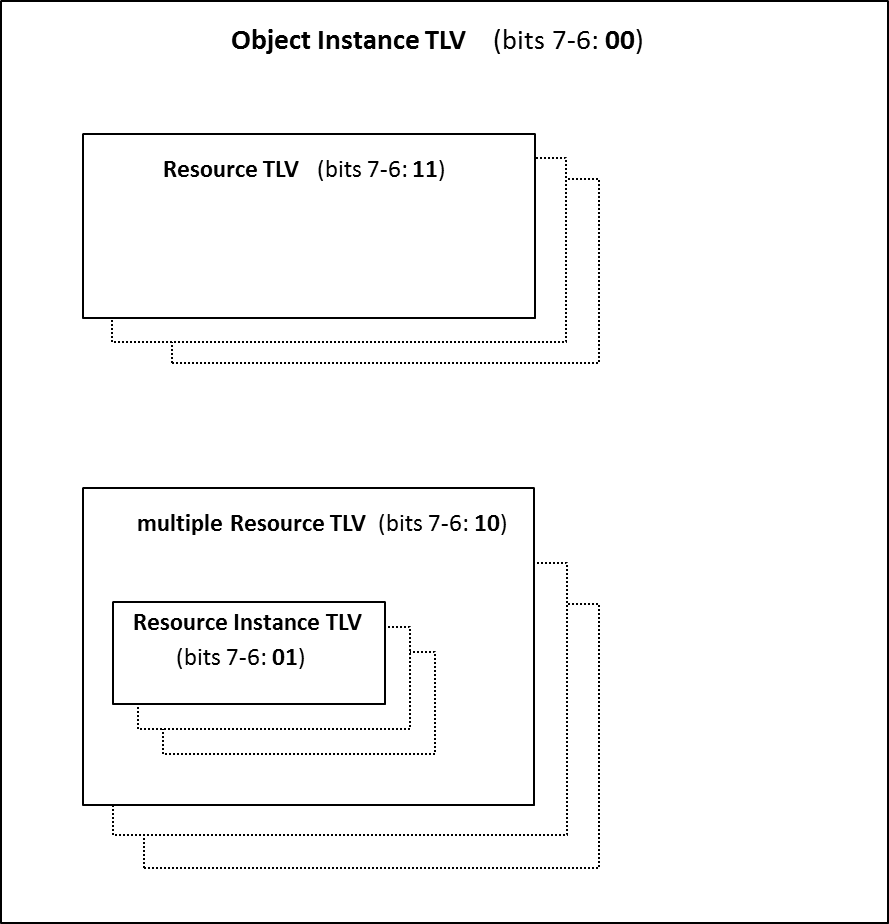 Object Instance TLV (bits 7-6: 00)
Resource TLV (bits 7-6: 11)
multiple Resource TLV (bits 7-6: 10)
Resource Instance TLV
(bits 7-6: 01)